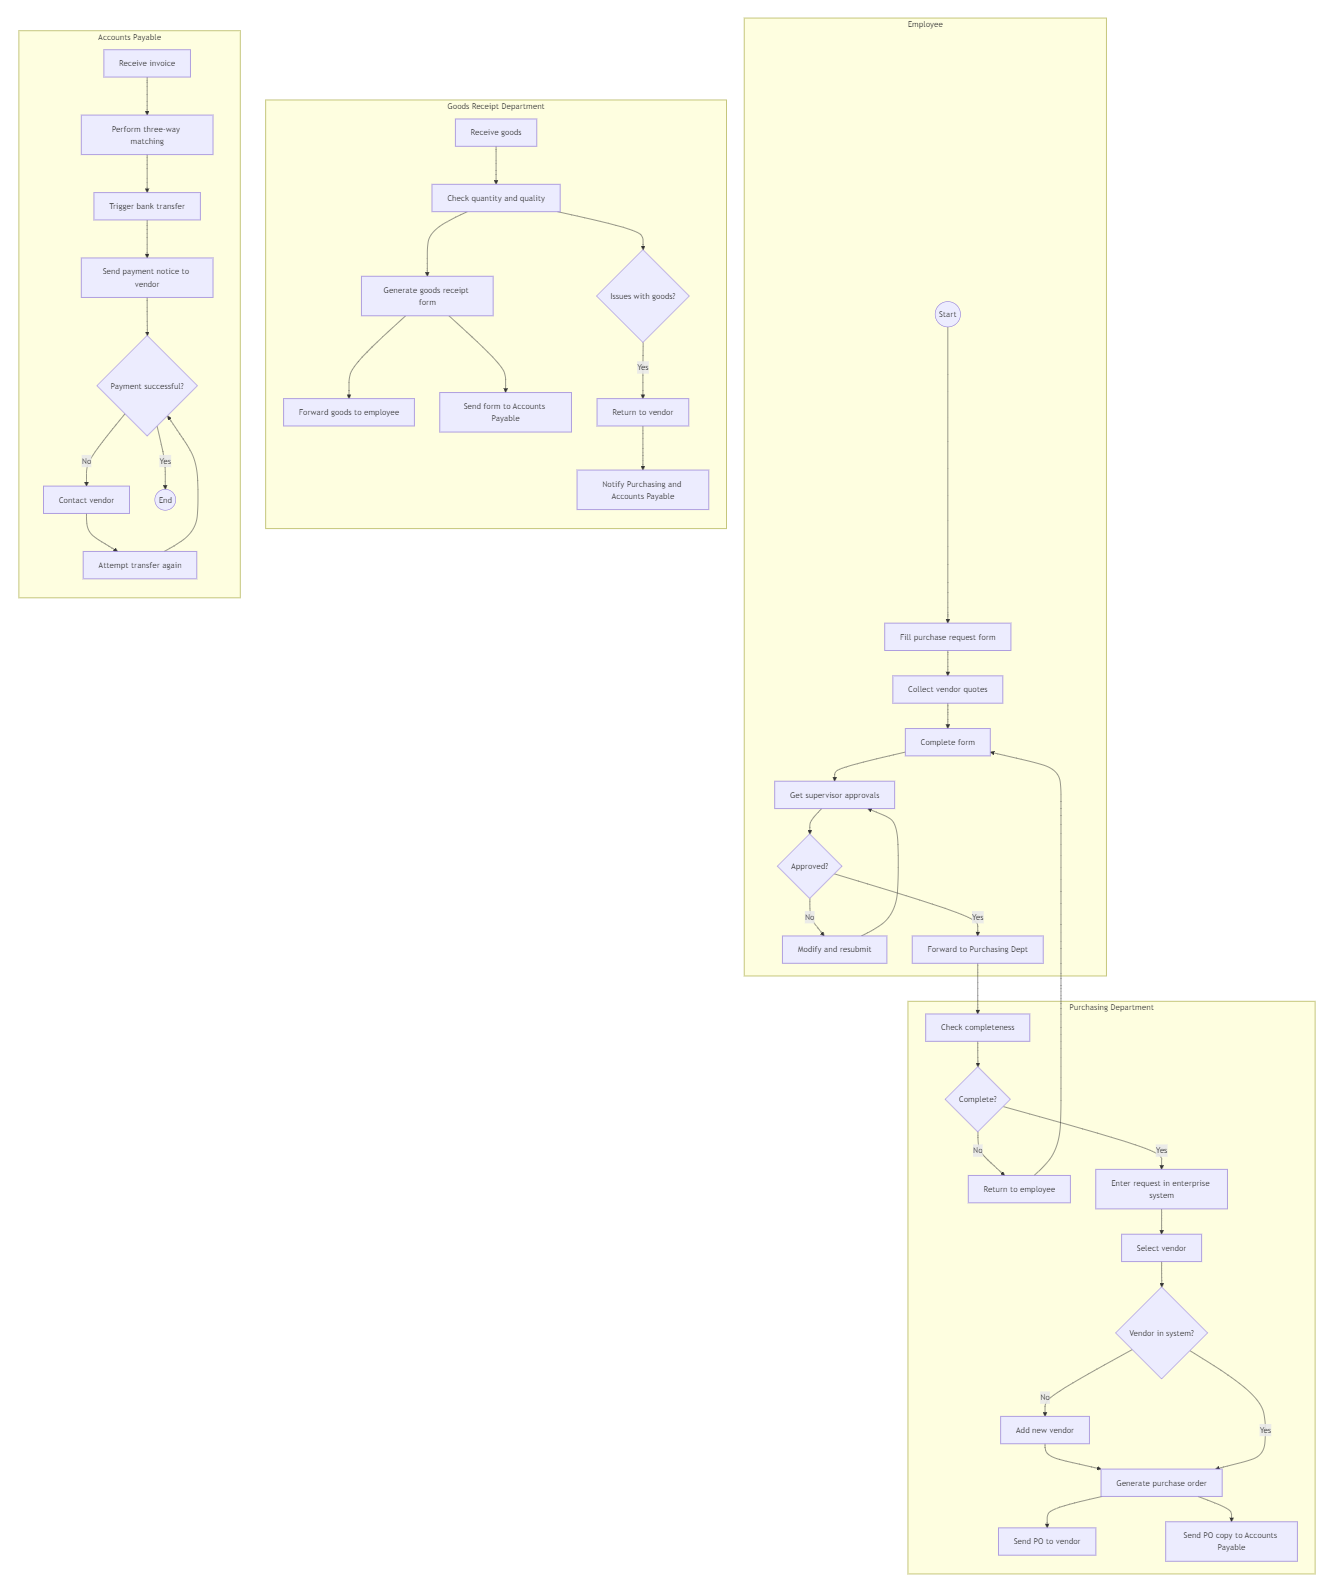 Accounts Payable
Receive invoice
Perform three-way
matching
Trigger bank transfer
Send payment notice to
vendor
Payment successful?
No
Yes
Contact vendor
End
Attempt transfer again
Goods Receipt Department
Receive goods
Check quantity and quality
Generate goods receipt
form
Issues with goods?
Yes
Forward goods to employee
Send form to Accounts
Payable
Return to vendor
Notify Purchasing and
Accounts Payable
Employee
Start
Fill purchase request form
Collect vendor quotes
Complete form
Get supervisor approvals
Approved?
No
Yes
Modify and resubmit
Forward to Purchasing Dept
Purchasing Department
Check completeness
Complete?
No
Yes
Return to employee
Enter request in enterprise
system
Select vendor
Vendor in system?
No
Yes
Add new vendor
Generate purchase order
Send PO to vendor
Send PO copy to Accounts
Payable